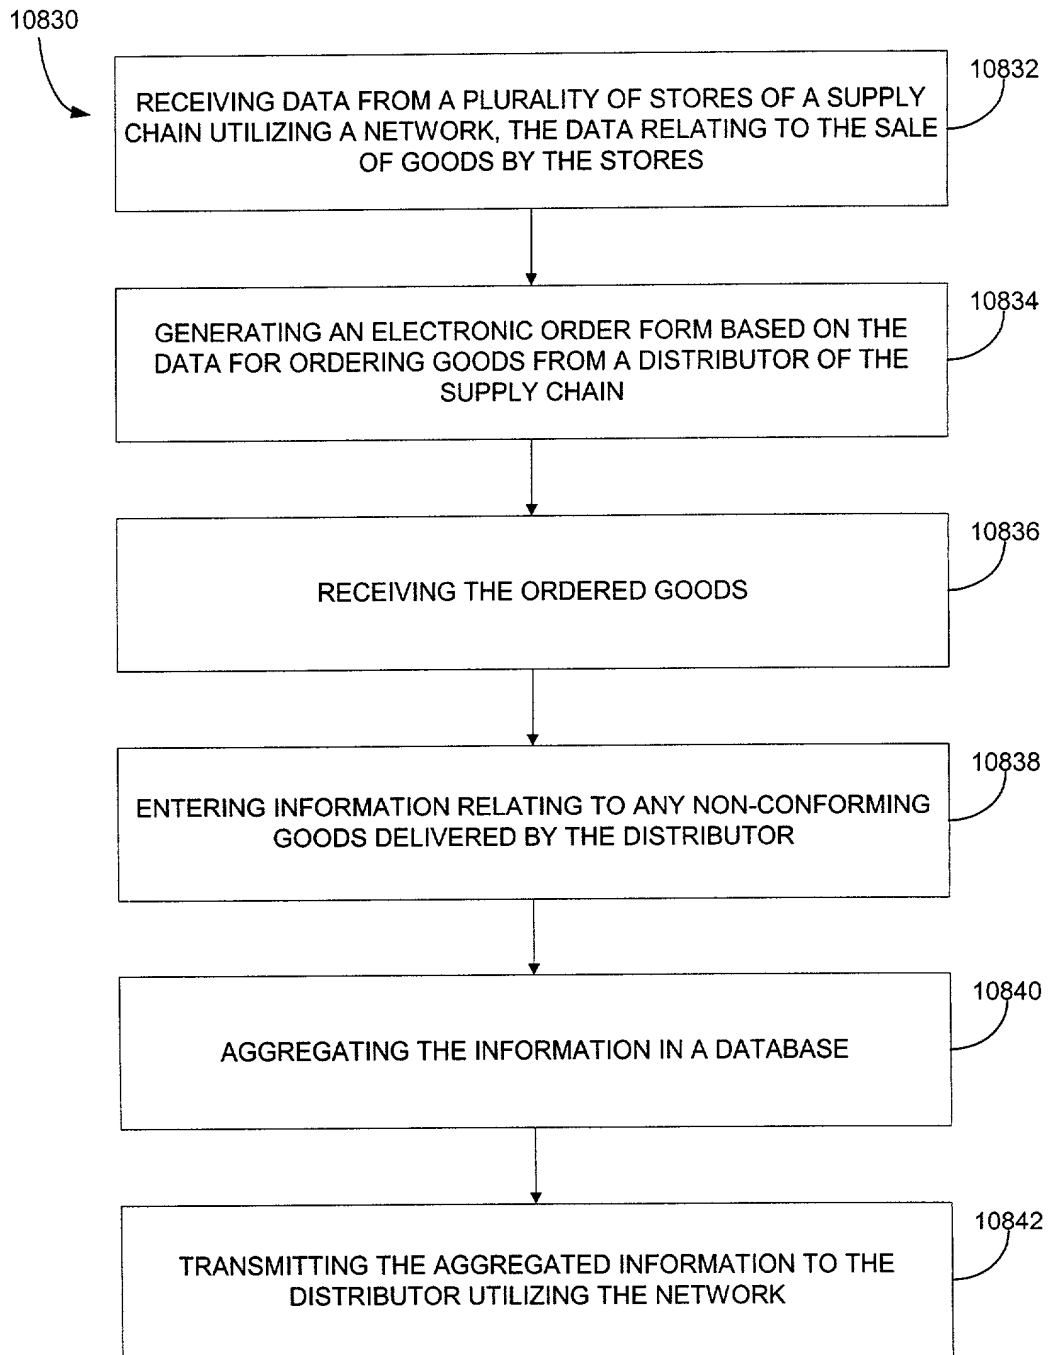 10830
10832
RECEIVING DATA FROM A PLURALITY OF STORES OF A SUPPLY
CHAIN UTILIZING A NETWORK, THE DATA RELATING TO THE SALE
OF GOODS BY THE STORES
10834
GENERATING AN ELECTRONIC ORDER FORM BASED ON THE
DATA FOR ORDERING GOODS FROM A DISTRIBUTOR OF THE
SUPPLY CHAIN
10836
RECEIVING THE ORDERED GOODS
10838
ENTERING INFORMATION RELATING TO ANY NON-CONFORMING
GOODS DELIVERED BY THE DISTRIBUTOR
10840
AGGREGATING THE INFORMATION IN A DATABASE
10842
TRANSMITTING THE AGGREGATED INFORMATION TO THE
DISTRIBUTOR UTILIZING THE NETWORK